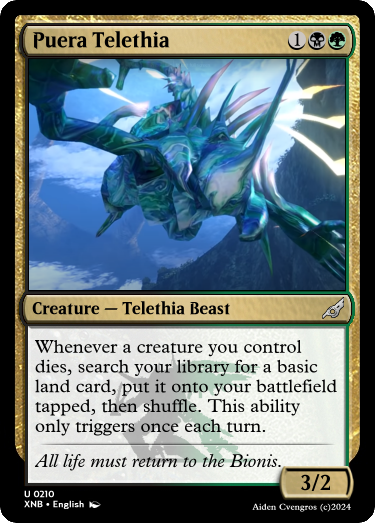 Puera Telethia 1
Creature — Telethia Beast
Whenever a creature you control
dies, search your library for a basic
land card, put it onto your battlefield
tapped, then shuffle. This ability
only triggers once each turn.
All life must return to the Bionis.
3/2
U 0210
XNB • English
Aiden Cvengros (c)2024